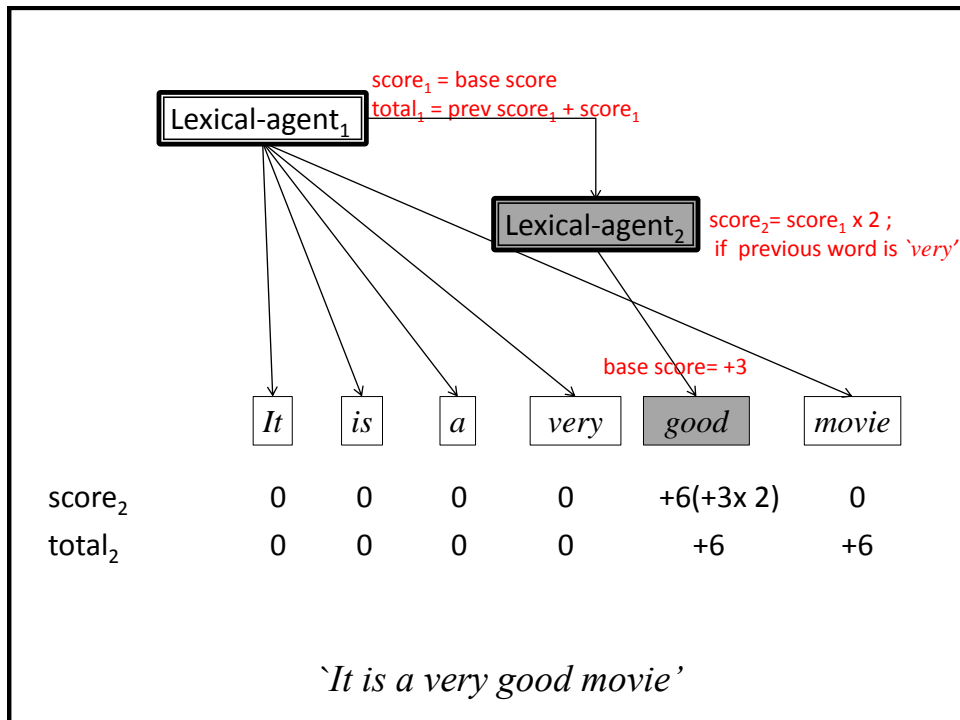 score₁ = base score
total₁ = prev score₁ + score₁
Lexical-agent₁
Lexical-agent₂
score₂= score₁ x 2 ;
if previous word is `very’
base score= +3
It is a very good movie
score₂ 0 0 0 0 +6(+3x 2) 0
total₂ 0 0 0 0 +6 +6
`It is a very good movie’